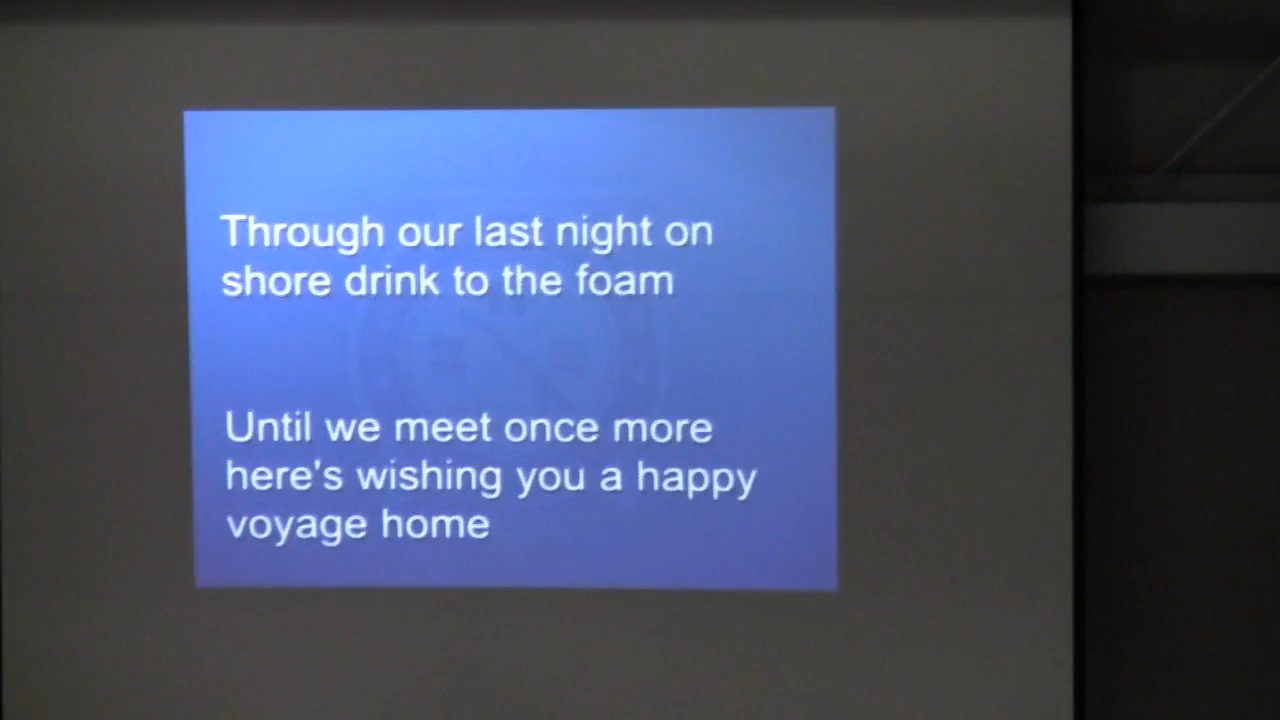 Through our last night on
shore drink to the foam
Until we meet once more
here's wishing you a happy
voyage home